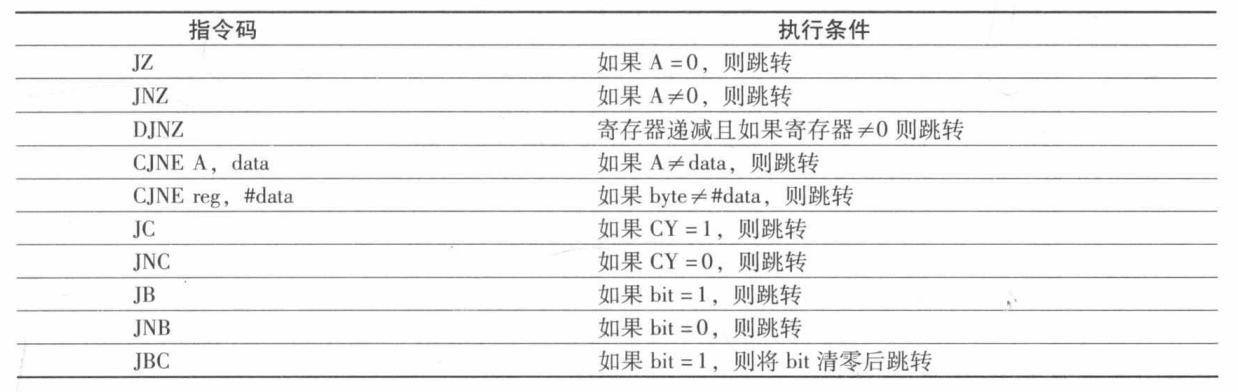 指令码 执行条件
JZ 如果 A =0，则跳转
JNZ 如果 A≠0，则跳转
DJNZ 寄存器递减且如果寄存器≠0 则跳转
CJNE A，data 如果 A≠data，则跳转
CJNE reg，#data 如果 byte≠#data，则跳转
JC 如果 CY =1，则跳转
JNC 如果 CY =0，则跳转
JB 如果 bit =1，则跳转
JNB 如果 bit =0，则跳转
JBC 如果 bit =1，则将 bit 清零后跳转